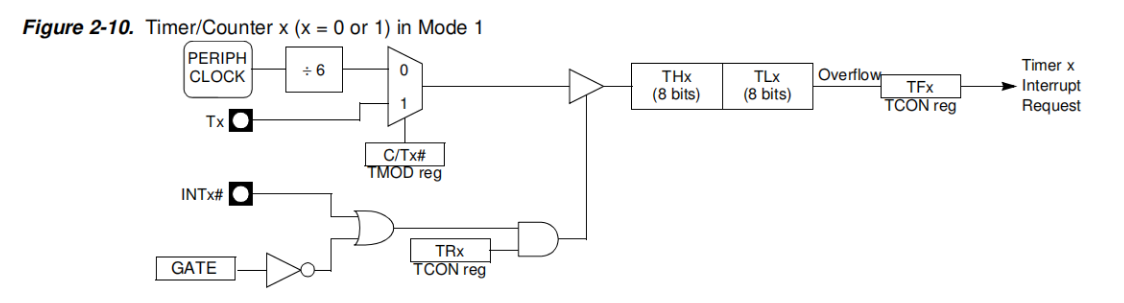 Figure 2-10. Timer/Counter x (x = 0 or 1) in Mode 1
PERIPH
CLOCK
÷ 6
0
1
Tx
C/Tx#
TMOD reg
THx
(8 bits)
TLx
(8 bits)
Overflow
TFx
TCON reg
Timer x
Interrupt
Request
INTx#
GATE
TRx
TCON reg